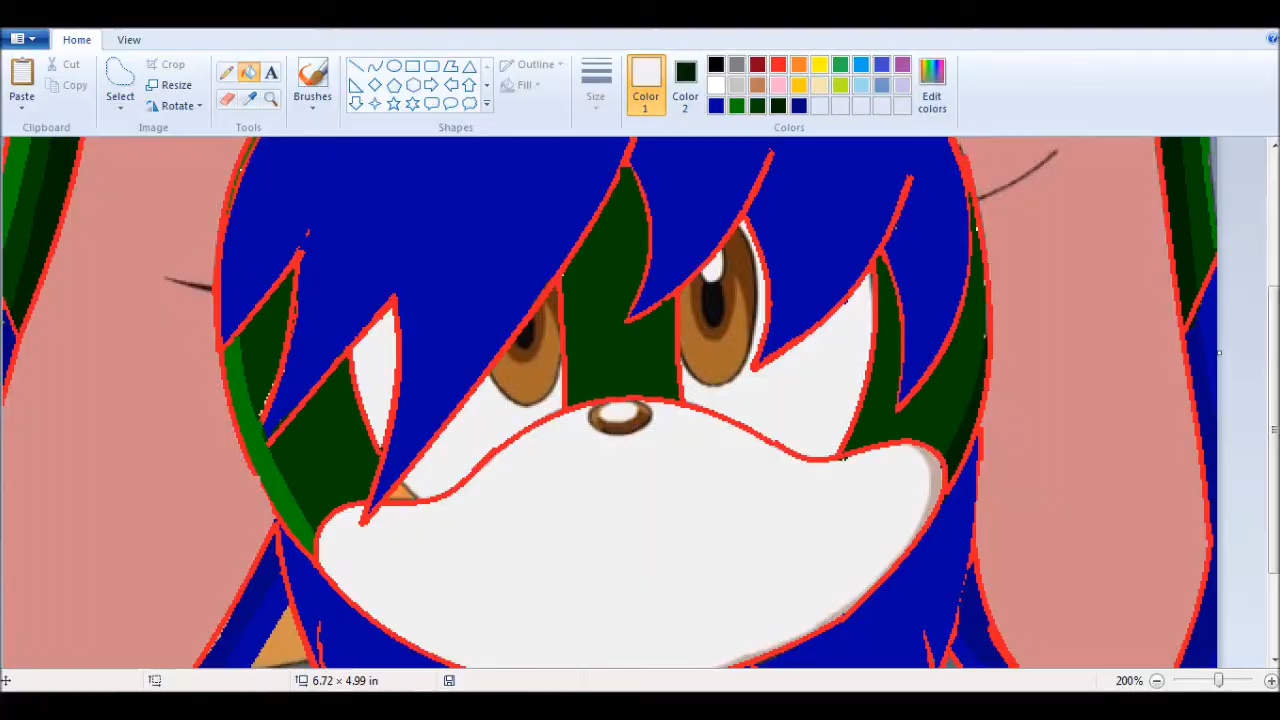 Home View
Paste
Cut
Copy
Clipboard
Select
Crop
Resize
Rotate
Image
A
Tools
Brushes
Outline
Fill
Shapes
Size
Color 1
Color 2
Edit colors
Colors
6.72 × 4.99 in
200%